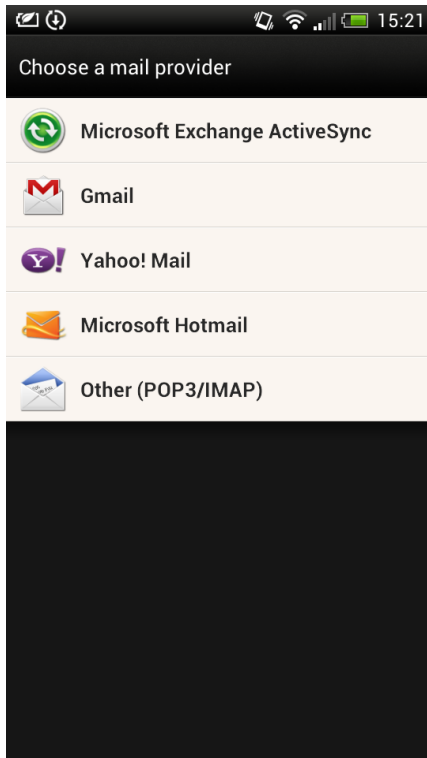 15:21
Choose a mail provider
Microsoft Exchange ActiveSync
Gmail
Yahoo! Mail
Microsoft Hotmail
Other (POP3/IMAP)